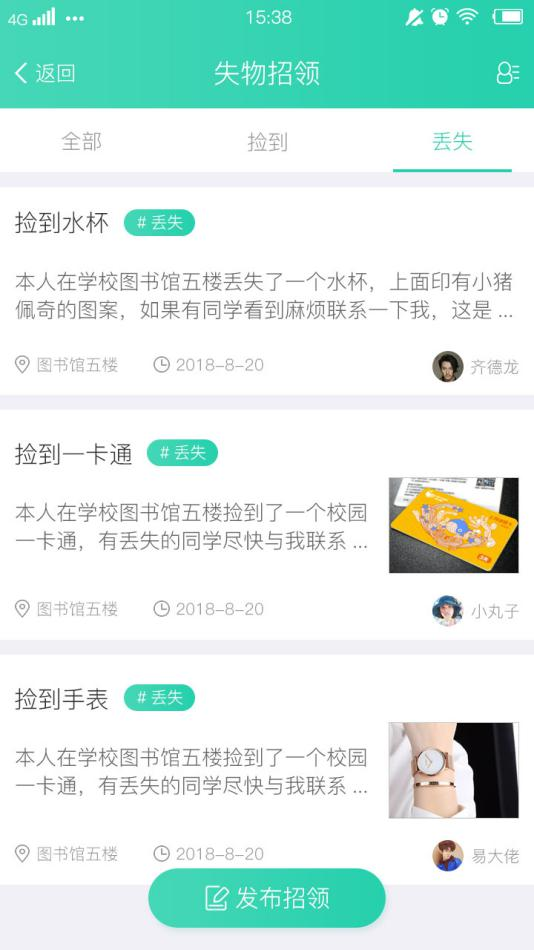 4G 15:38
返回 失物招领
全部 捡到 丢失
捡到水杯 # 丢失
本人在学校图书馆五楼丢失了一个水杯，上面印有小猪
佩奇的图案，如果有同学看到麻烦联系一下我，这是 ...
图书馆五楼 2018-8-20 齐德龙
捡到一卡通 # 丢失
本人在学校图书馆五楼捡到了一个校园
一卡通，有丢失的同学尽快与我联系 ...
图书馆五楼 2018-8-20 小丸子
捡到手表 # 丢失
本人在学校图书馆五楼捡到了一个校园
一卡通，有丢失的同学尽快与我联系 ...
图书馆五楼 2018-8-20 易大佬
发布招领